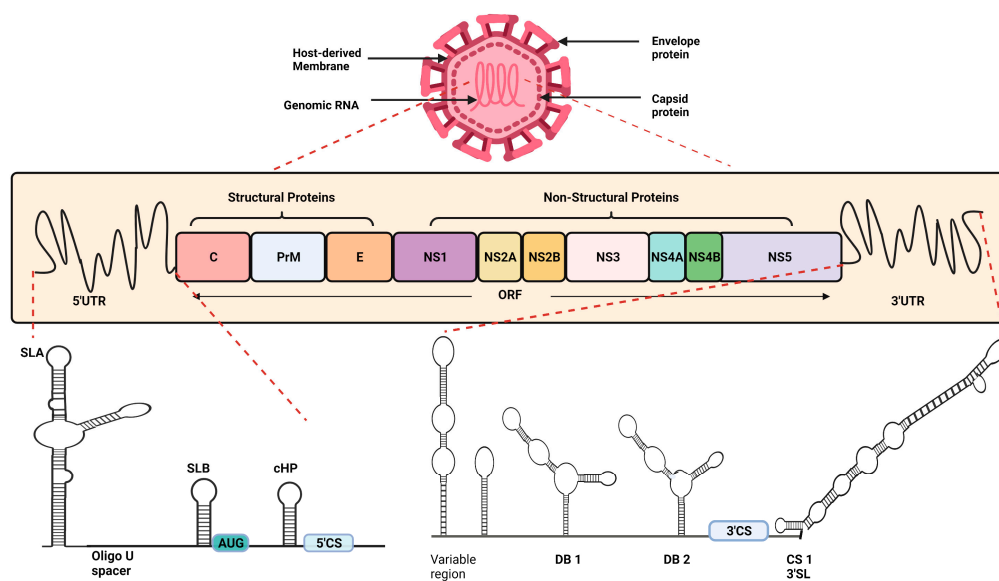 Host-derived
Membrane
Envelope
protein
Genomic RNA
Capsid
protein
Structural Proteins
Non-Structural Proteins
C
PrM
E
NS1
NS2A
NS2B
NS3
NS4A
NS4B
NS5
5'UTR
ORF
3'UTR
SLA
SLB
cHP
AUG
5'CS
Oligo U
spacer
3'CS
Variable
region
DB 1
DB 2
CS 1
3'SL